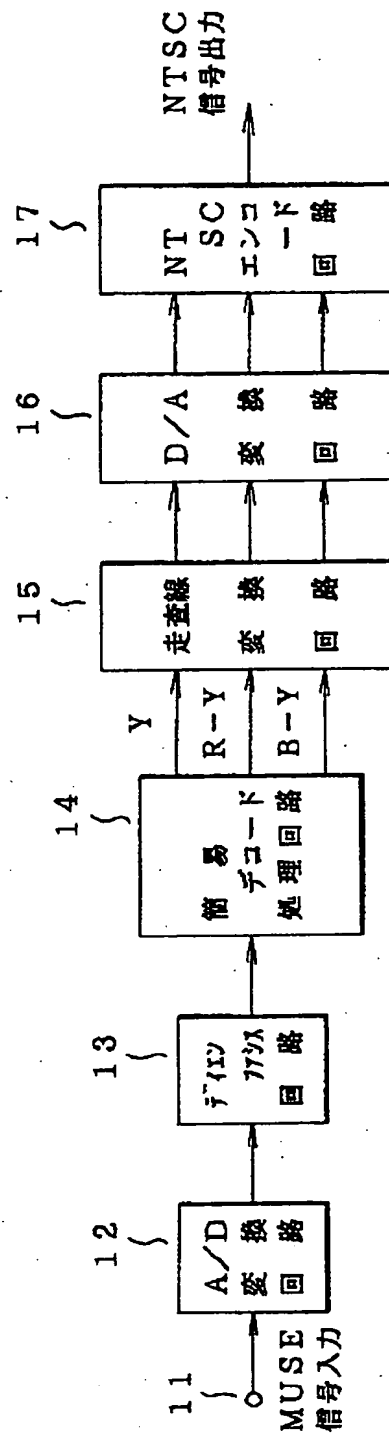 11
MUSE
信号入力
12
A/D
変換
回路
13
ディエン
ファシス
回路
14
簡易
デコード
処理回路
Y
R-Y
B-Y
15
走査線
変換
回路
16
D/A
変換
回路
17
NT
SC
エンコ
ード
回路
NTSC
信号出力